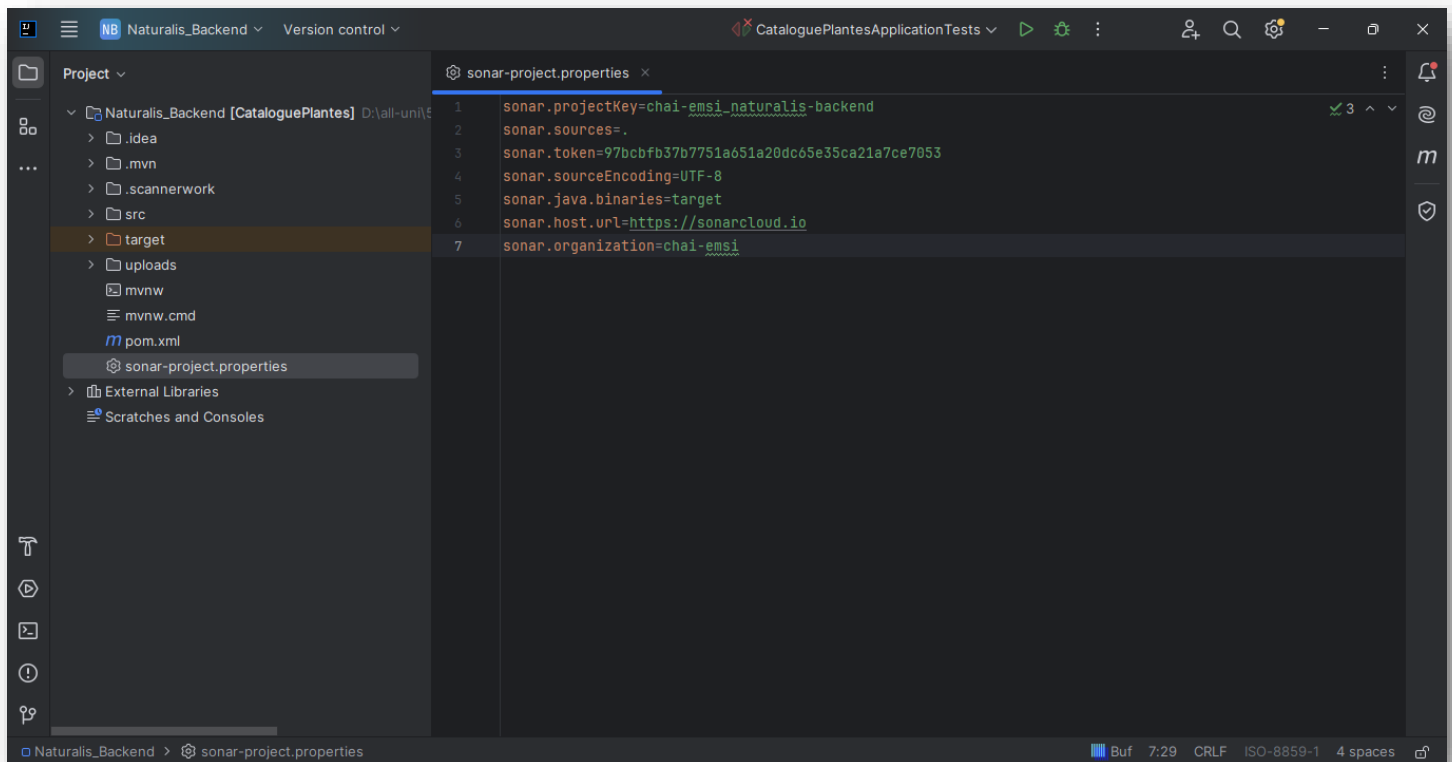 NB Naturalis_Backend Version control CataloguePlantesApplicationTests
Project
sonar-project.properties
Naturalis_Backend [CataloguePlantes] D:\all-uni\5
.idea
.mvn
.scannerwork
src
target
uploads
mvnw
mvnw.cmd
pom.xml
sonar-project.properties
External Libraries
Scratches and Consoles
1 sonar.projectKey=chai-emsi_naturalis-backend
2 sonar.sources=.
3 sonar.token=97bcbfb37b7751a651a20dc65e35ca21a7ce7053
4 sonar.sourceEncoding=UTF-8
5 sonar.java.binaries=target
6 sonar.host.url=https://sonarcloud.io
7 sonar.organization=chai-emsi
3
Naturalis_Backend > sonar-project.properties
Buf 7:29 CRLF ISO-8859-1 4 spaces